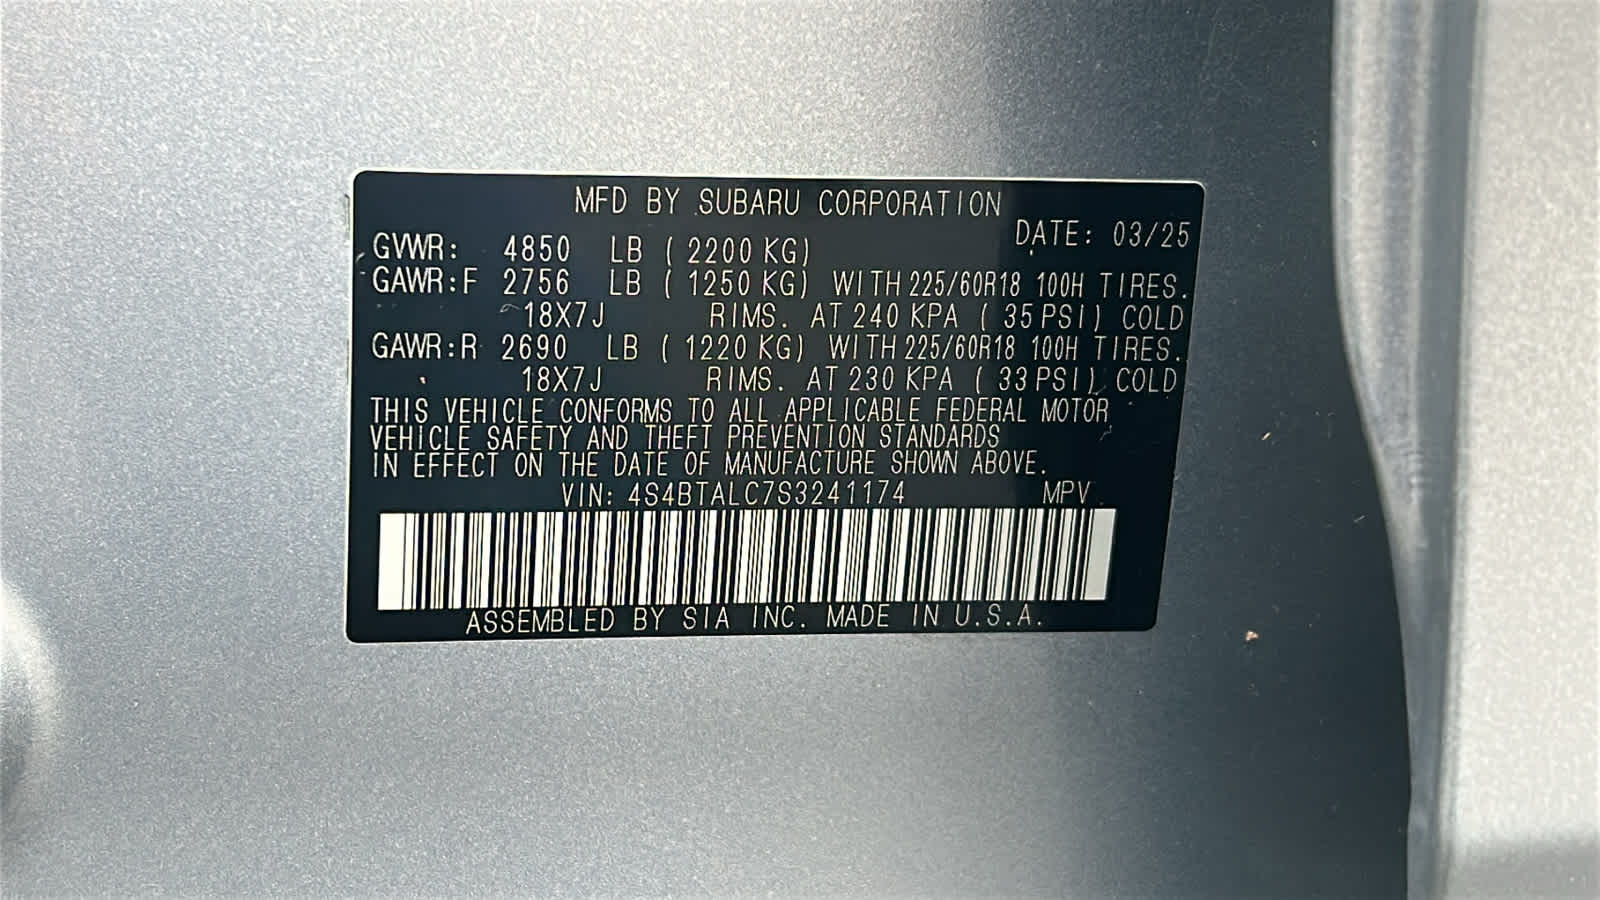 MFD BY SUBARU CORPORATION
DATE: 03/25
GVWR: 4850 LB ( 2200 KG)
GAWR:F 2756 LB ( 1250 KG) WITH 225/60R18 100H TIRES.
18X7J RIMS. AT 240 KPA ( 35 PSI) COLD
GAWR:R 2690 LB ( 1220 KG) WITH 225/60R18 100H TIRES.
18X7J RIMS. AT 230 KPA ( 33 PSI) COLD
THIS VEHICLE CONFORMS TO ALL APPLICABLE FEDERAL MOTOR
VEHICLE SAFETY AND THEFT PREVENTION STANDARDS
IN EFFECT ON THE DATE OF MANUFACTURE SHOWN ABOVE.
VIN: 4S4BTALC7S3241174 MPV
ASSEMBLED BY SIA INC. MADE IN U.S.A.